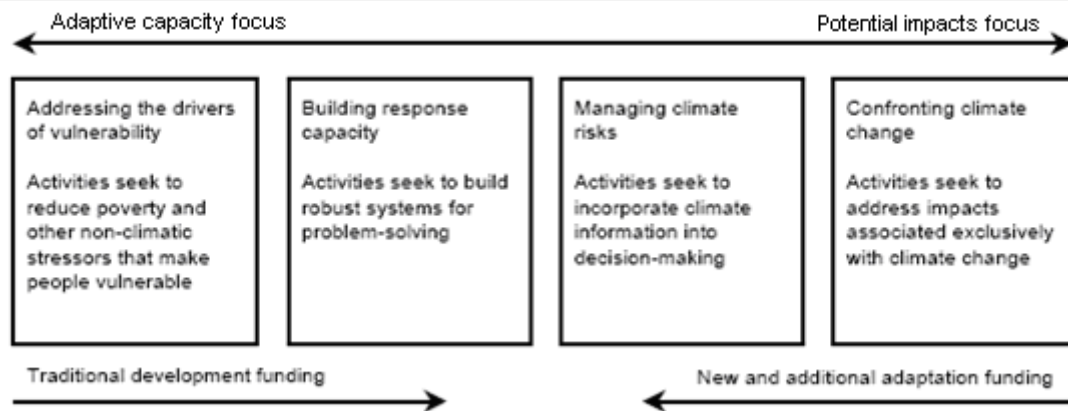 Adaptive capacity focus
Potential impacts focus
Addressing the drivers
of vulnerability
Activities seek to
reduce poverty and
other non-climatic
stressors that make
people vulnerable
Building response
capacity
Activities seek to build
robust systems for
problem-solving
Managing climate
risks
Activities seek to
incorporate climate
information into
decision-making
Confronting climate
change
Activities seek to
address impacts
associated exclusively
with climate change
Traditional development funding
New and additional adaptation funding